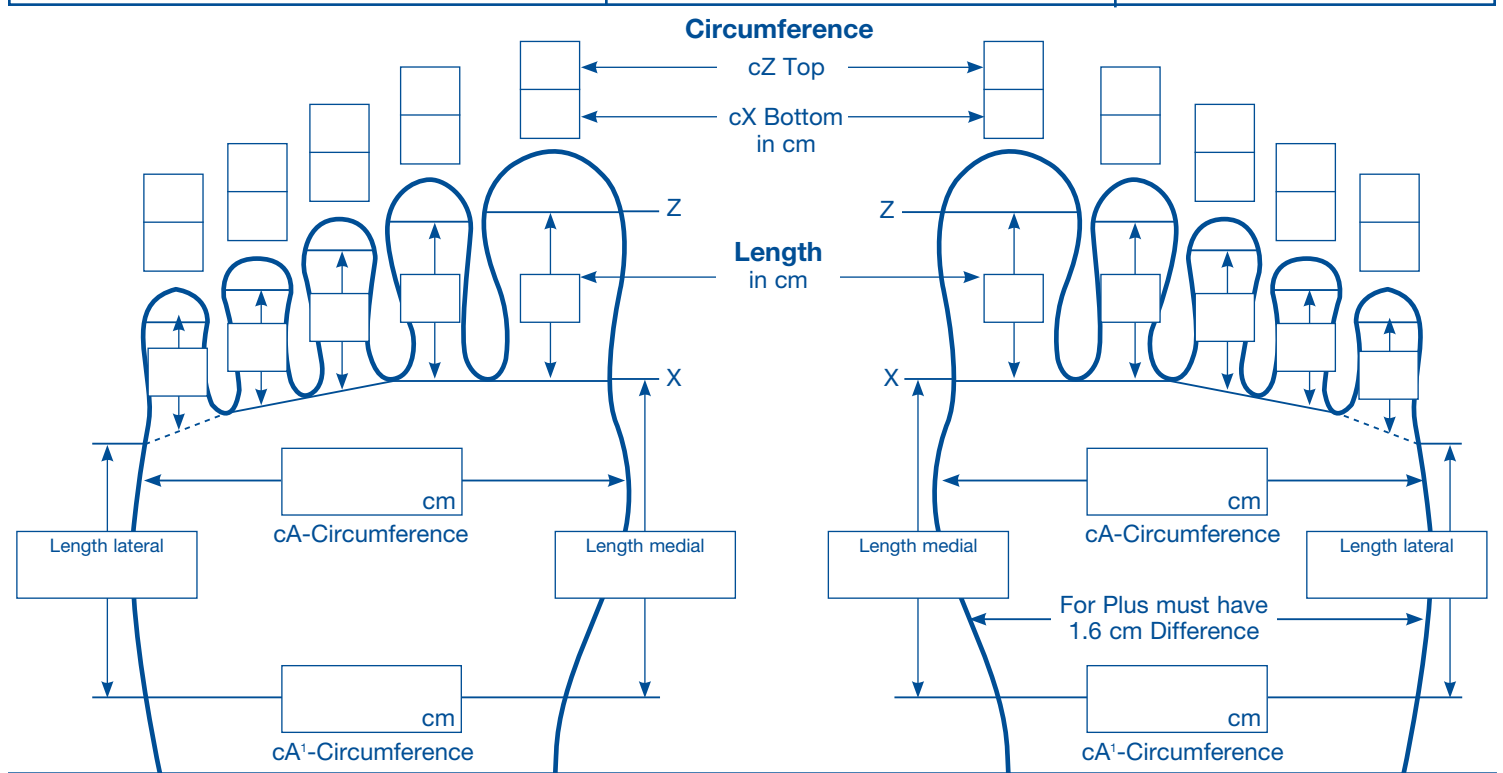 Circumference
cZ Top
cX Bottom
in cm
Z
Z
Length
in cm
X
X
cm
cm
cA-Circumference
cA-Circumference
Length lateral
Length medial
Length medial
Length lateral
For Plus must have
1.6 cm Difference
cm
cm
cA¹-Circumference
cA¹-Circumference